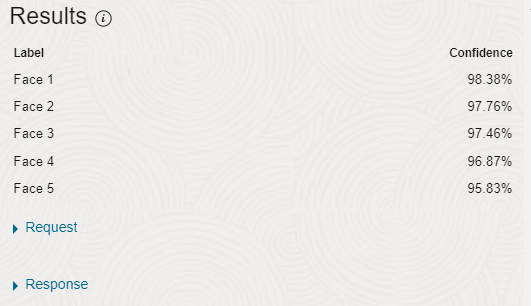 Results
Label Confidence
Face 1 98.38%
Face 2 97.76%
Face 3 97.46%
Face 4 96.87%
Face 5 95.83%
Request
Response